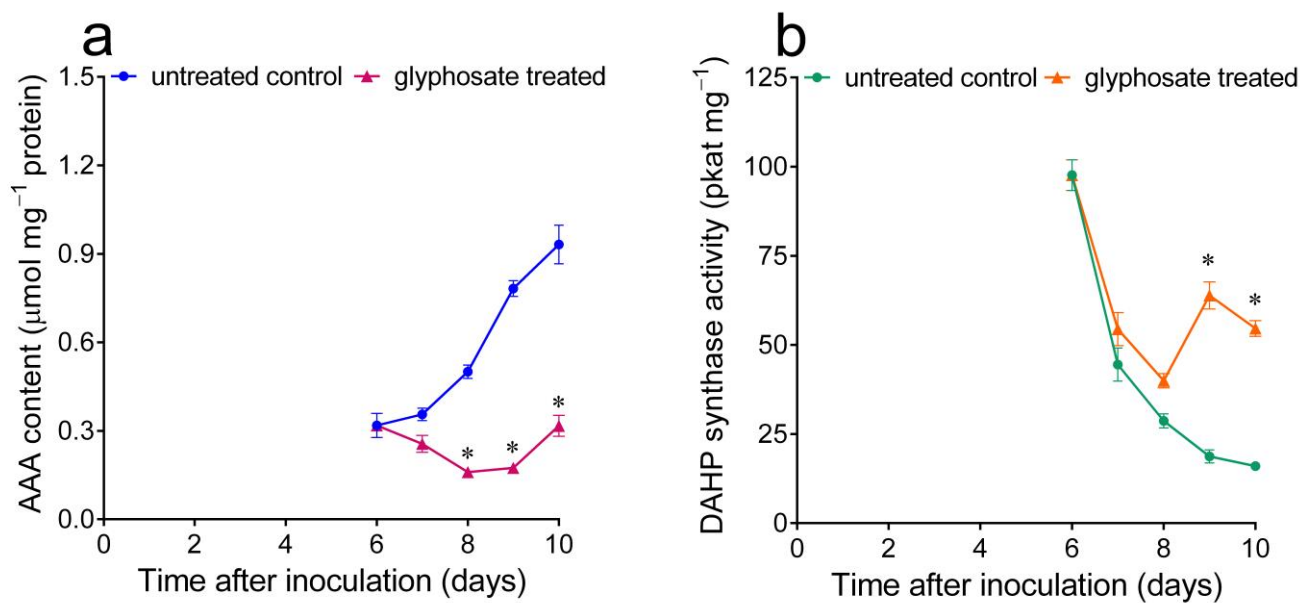 a
untreated control glyphosate treated
AAA content (μmol mg⁻¹ protein)
1.5
1.2
0.9
0.6
0.3
0.0
* * *
0 2 4 6 8 10
Time after inoculation (days)
b
untreated control glyphosate treated
DAHP synthase activity (pkat mg⁻¹)
125
100
75
50
25
0
* *
0 2 4 6 8 10
Time after inoculation (days)